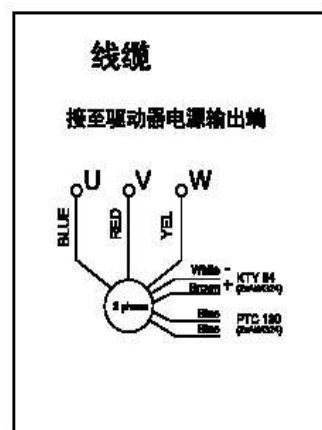 线缆
接至驱动器电源输出端
U V W
BLUE RED YEL
3 phases
White -
KTY 84
Brown +
Blue
PTC 130
Blue